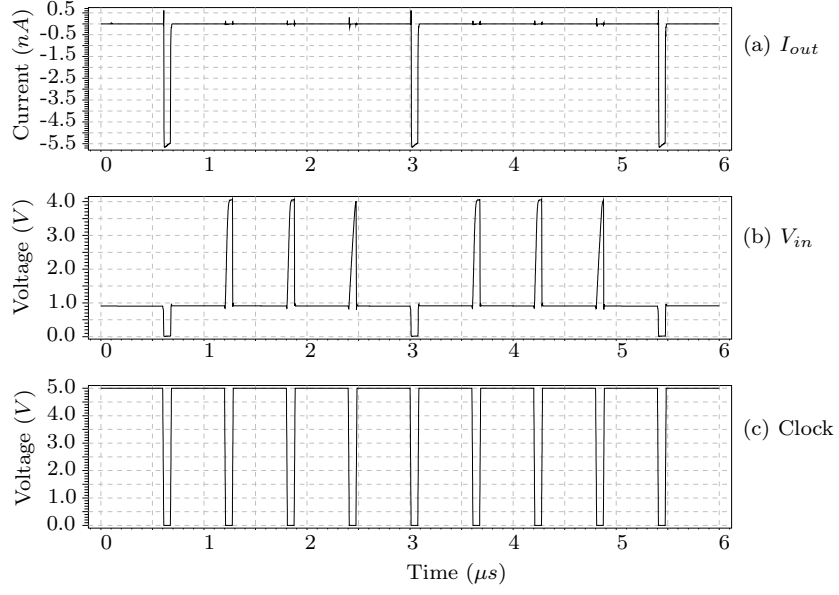 0.5
-0.5
-1.5
-2.5
-3.5
-4.5
-5.5
Current (nA)
0 1 2 3 4 5 6
(a) I_out
4.0
3.0
2.0
1.0
0.0
Voltage (V)
0 1 2 3 4 5 6
(b) V_in
5.0
4.0
3.0
2.0
1.0
0.0
Voltage (V)
0 1 2 3 4 5 6
(c) Clock
Time (μs)